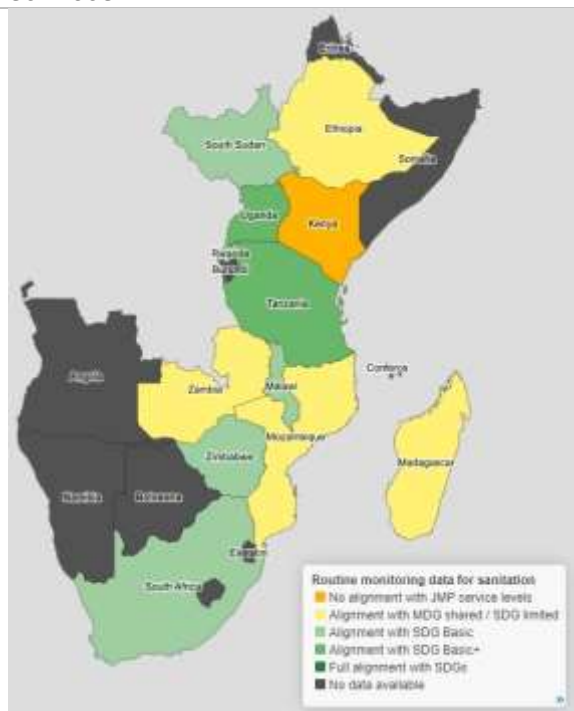 Eritrea
Ethiopia
South Sudan
Somalia
Uganda
Kenya
Rwanda
Burundi
Tanzania
Comoros
Angola
Malawi
Zambia
Mozambique
Zimbabwe
Madagascar
Namibia
Botswana
Eswatini
South Africa
Routine monitoring data for sanitation
No alignment with JMP service levels
Alignment with MDG shared / SDG limited
Alignment with SDG Basic
Alignment with SDG Basic+
Full alignment with SDGs
No data available
»